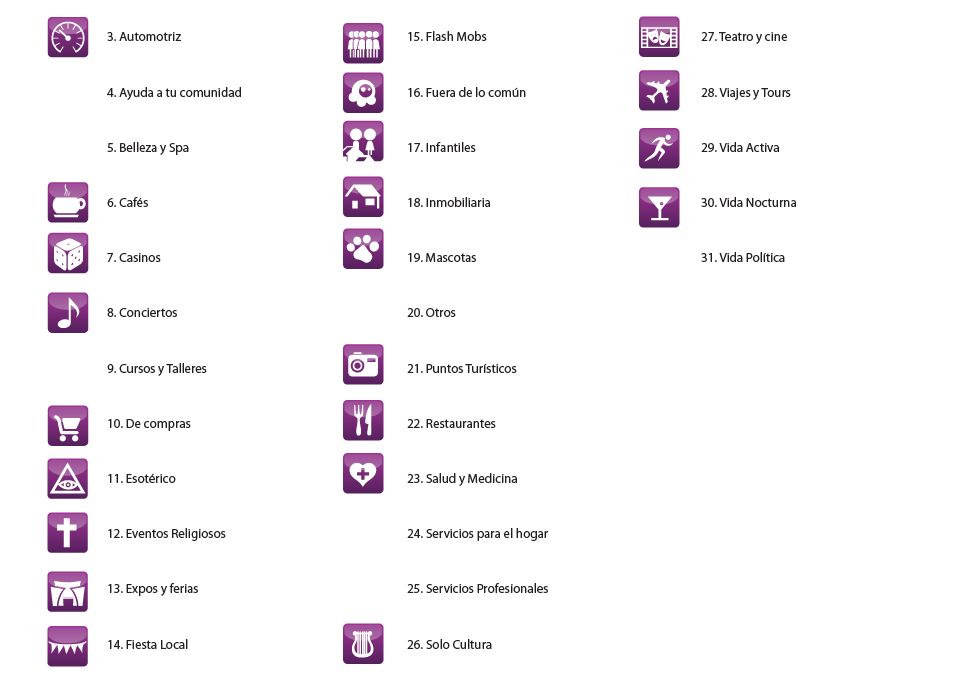 3. Automotriz
4. Ayuda a tu comunidad
5. Belleza y Spa
6. Cafés
7. Casinos
8. Conciertos
9. Cursos y Talleres
10. De compras
11. Esotérico
12. Eventos Religiosos
13. Expos y ferias
14. Fiesta Local
15. Flash Mobs
16. Fuera de lo común
17. Infantiles
18. Inmobiliaria
19. Mascotas
20. Otros
21. Puntos Turísticos
22. Restaurantes
23. Salud y Medicina
24. Servicios para el hogar
25. Servicios Profesionales
26. Solo Cultura
27. Teatro y cine
28. Viajes y Tours
29. Vida Activa
30. Vida Nocturna
31. Vida Política